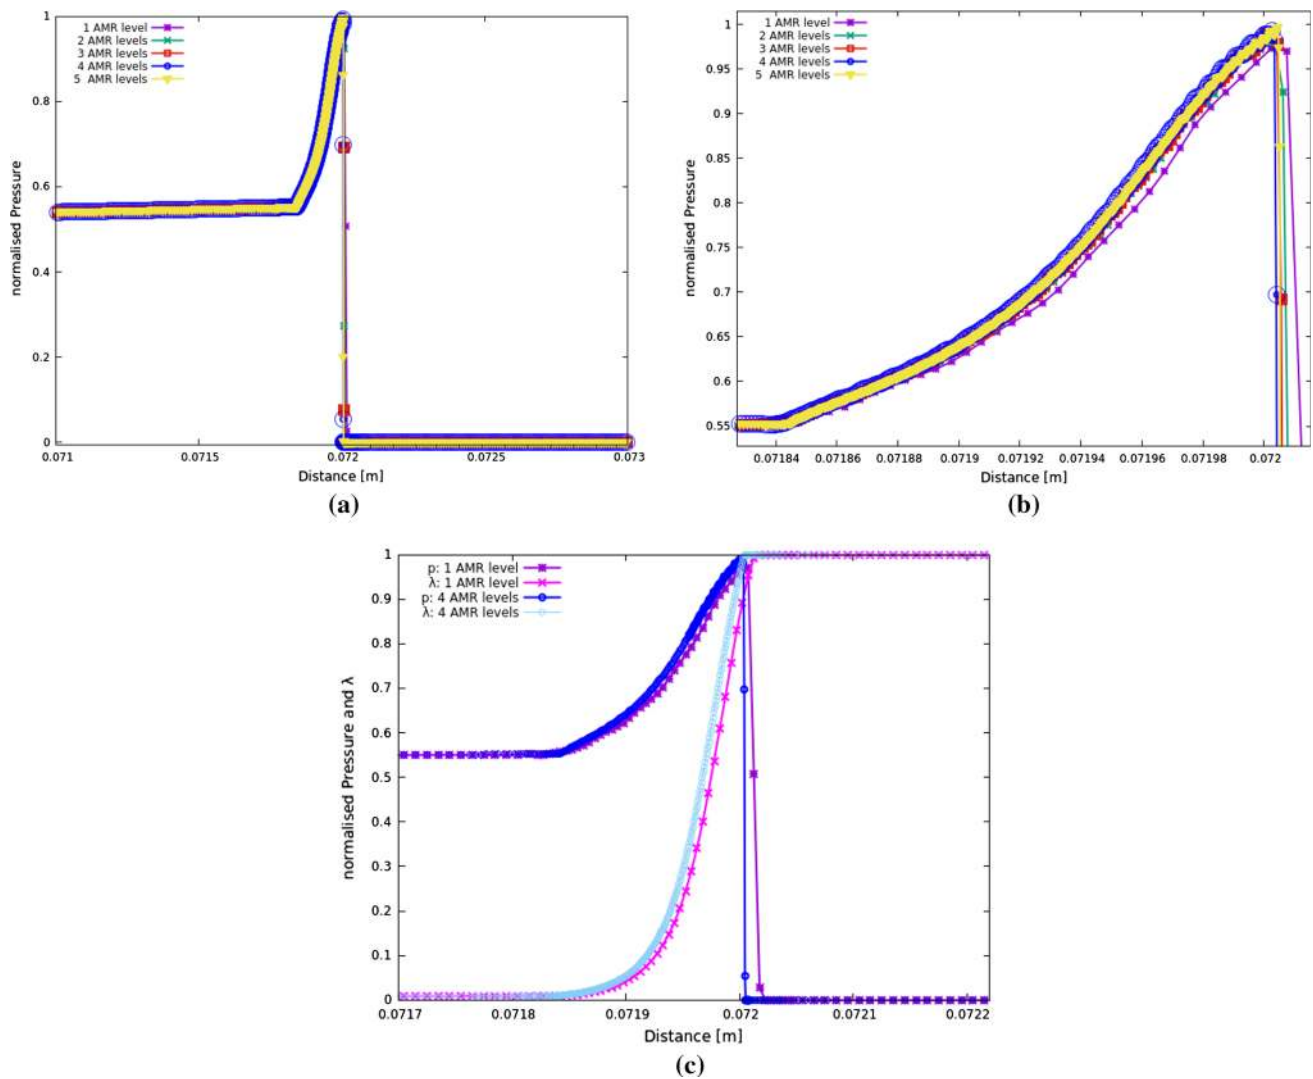 1 AMR level
2 AMR levels
3 AMR levels
4 AMR levels
5 AMR levels
normalised Pressure
1
0.8
0.6
0.4
0.2
0
0.071
0.0715
0.072
0.0725
0.073
Distance [m]
(a)
1 AMR level
2 AMR levels
3 AMR levels
4 AMR levels
5 AMR levels
normalised Pressure
1
0.95
0.9
0.85
0.8
0.75
0.7
0.65
0.6
0.55
0.07184
0.07186
0.07188
0.0719
0.07192
0.07194
0.07196
0.07198
0.072
Distance [m]
(b)
p: 1 AMR level
λ: 1 AMR level
p: 4 AMR levels
λ: 4 AMR levels
normalised Pressure and λ
1
0.9
0.8
0.7
0.6
0.5
0.4
0.3
0.2
0.1
0
0.0717
0.0718
0.0719
0.072
0.0721
0.0722
Distance [m]
(c)